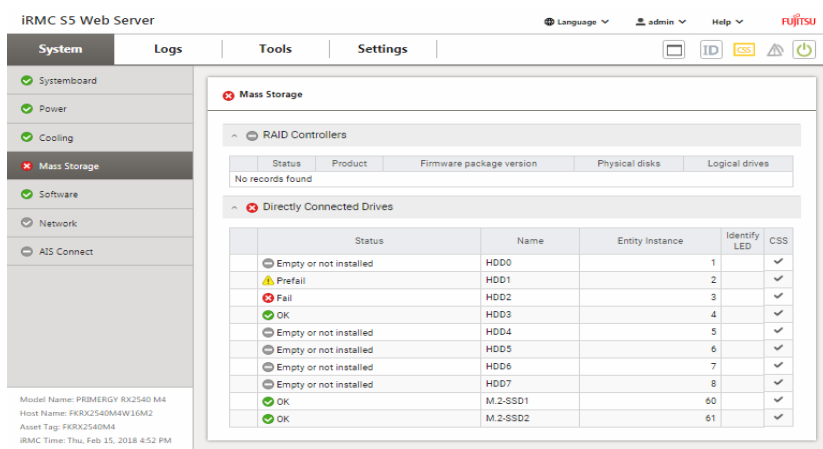 iRMC S5 Web Server
Language admin Help FUJITSU
System Logs Tools Settings
ID CSS
Systemboard
Power
Cooling
Mass Storage
Software
Network
AIS Connect
Model Name: PRIMERGY RX2540 M4
Host Name: FKRX2540M4W16M2
Asset Tag: FKRX2540M4
iRMC Time: Thu, Feb 15, 2018 4:52 PM
Mass Storage
RAID Controllers
Status Product Firmware package version Physical disks Logical drives
No records found
Directly Connected Drives
Status Name Entity Instance Identify LED CSS
Empty or not installed HDD0 1
Prefail HDD1 2
Fail HDD2 3
OK HDD3 4
Empty or not installed HDD4 5
Empty or not installed HDD5 6
Empty or not installed HDD6 7
Empty or not installed HDD7 8
OK M.2-SSD1 60
OK M.2-SSD2 61